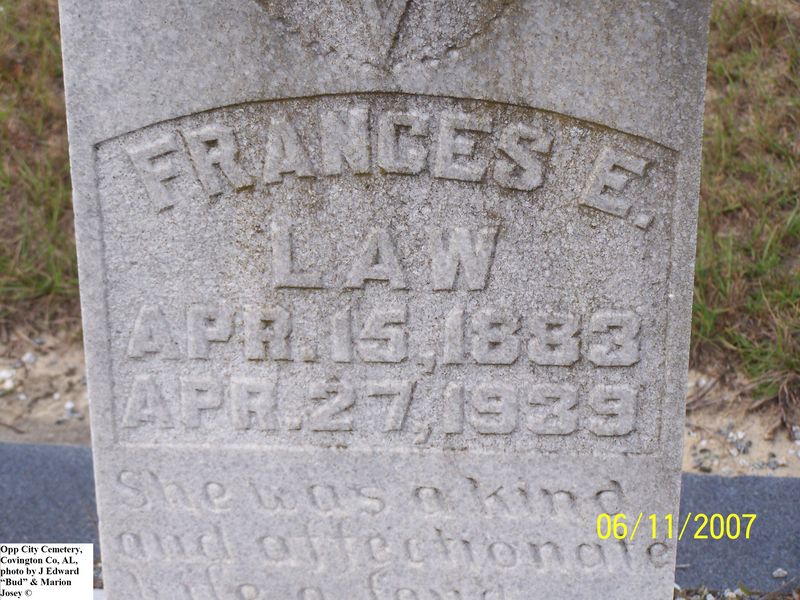 FRANCES E.
LAW
APR. 15, 1883
APR. 27, 1939
She was a kind
and affectionate
06/11/2007
Opp City Cemetery,
Covington Co, AL,
photo by J Edward
“Bud” & Marion
Josey ©